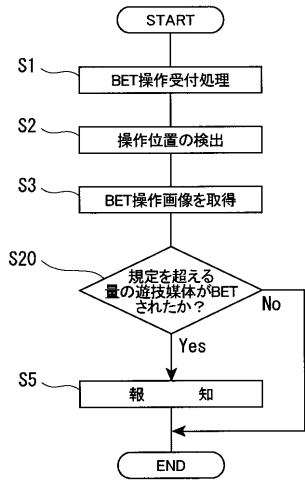 START
S1
BET操作受付処理
S2
操作位置の検出
S3
BET操作画像を取得
S20
規定を超える
量の遊技媒体がBET
されたか？
No
Yes
S5
報　知
END